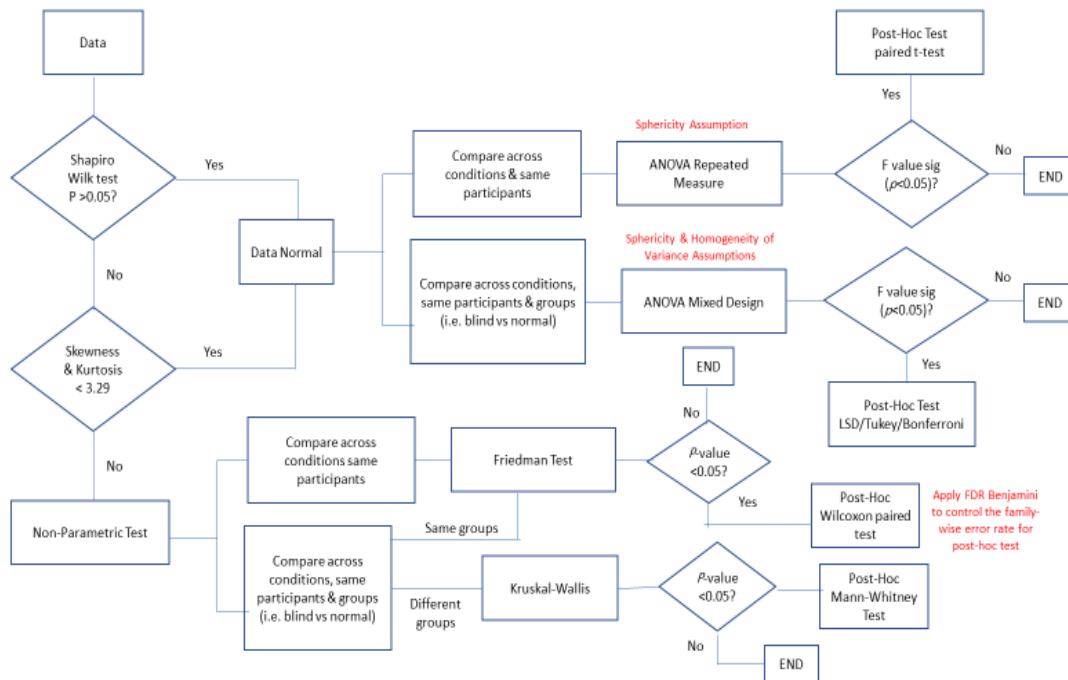 Data
Post-Hoc Test
paired t-test
Yes
Shapiro
Wilk test
P >0.05?
Yes
Compare across
conditions & same
participants
Sphericity Assumption
ANOVA Repeated
Measure
F value sig
(p<0.05)?
No
END
Data Normal
No
Compare across conditions,
same participants & groups
(i.e. blind vs normal)
Sphericity & Homogeneity of
Variance Assumptions
ANOVA Mixed Design
F value sig
(p<0.05)?
No
END
Yes
Post-Hoc Test
LSD/Tukey/Bonferroni
Skewness
& Kurtosis
< 3.29
Yes
No
Non-Parametric Test
Compare across
conditions same
participants
Friedman Test
END
No
P-value
<0.05?
Yes
Post-Hoc
Wilcoxon paired
test
Apply FDR Benjamini
to control the family-
wise error rate for
post-hoc test
Same groups
Compare across
conditions, same
participants & groups
(i.e. blind vs normal)
Different
groups
Kruskal-Wallis
P-value
<0.05?
Post-Hoc
Mann-Whitney
Test
No
END